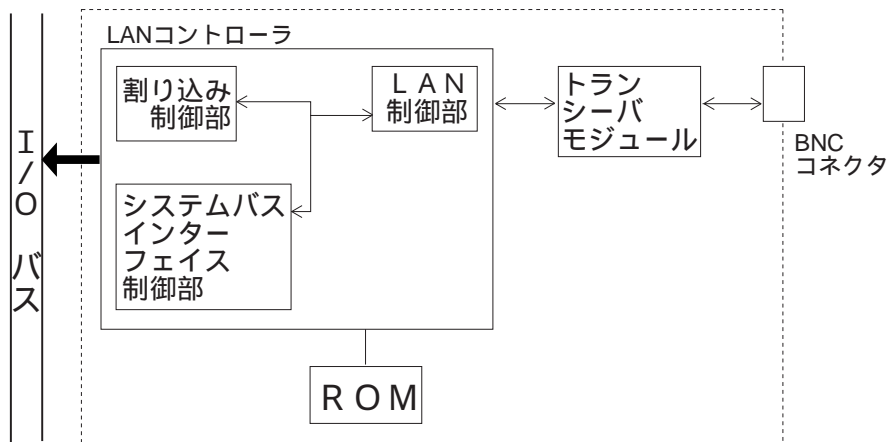 LANコントローラ
割り込み
制御部
ＬＡＮ
制御部
トラン
シーバ
モジュール
BNC
コネクタ
I/O バス
システムバス
インター
フェイス
制御部
ＲＯＭ